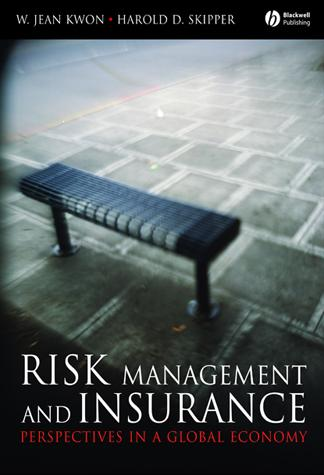 W. JEAN KWON • HAROLD D. SKIPPER
Blackwell
Publishing
RISK MANAGEMENT
AND INSURANCE
PERSPECTIVES IN A GLOBAL ECONOMY